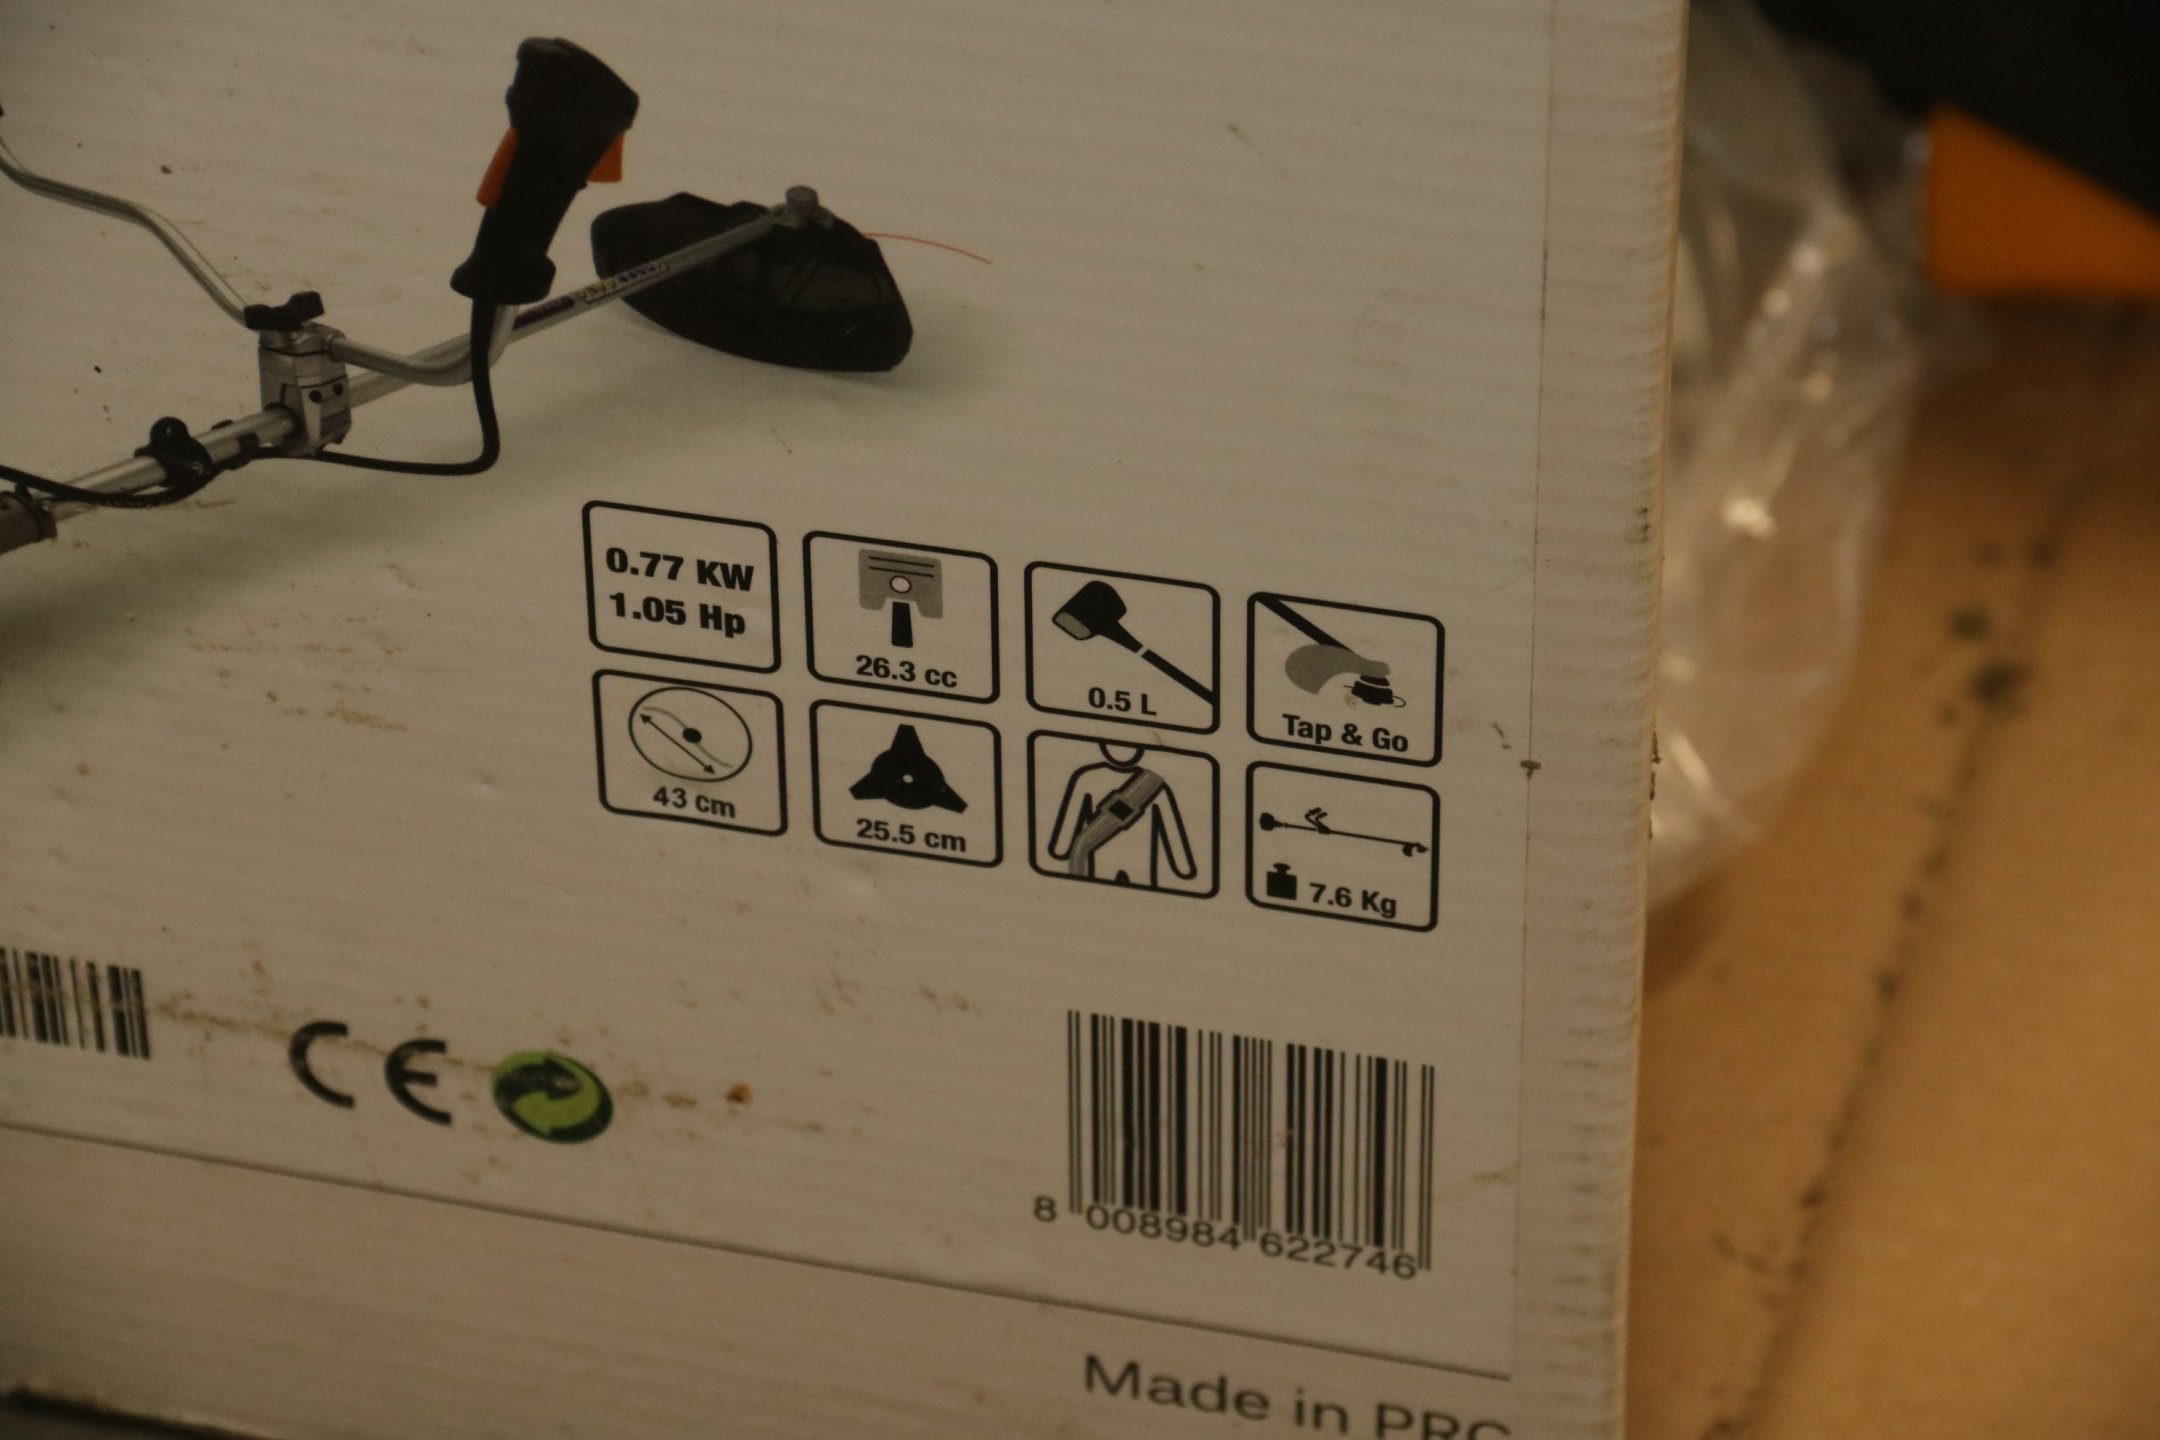 0.77 KW
1.05 Hp
26.3 cc
0.5 L
Tap & Go
43 cm
25.5 cm
7.6 Kg
CE
8 008984 622746
Made in PRC